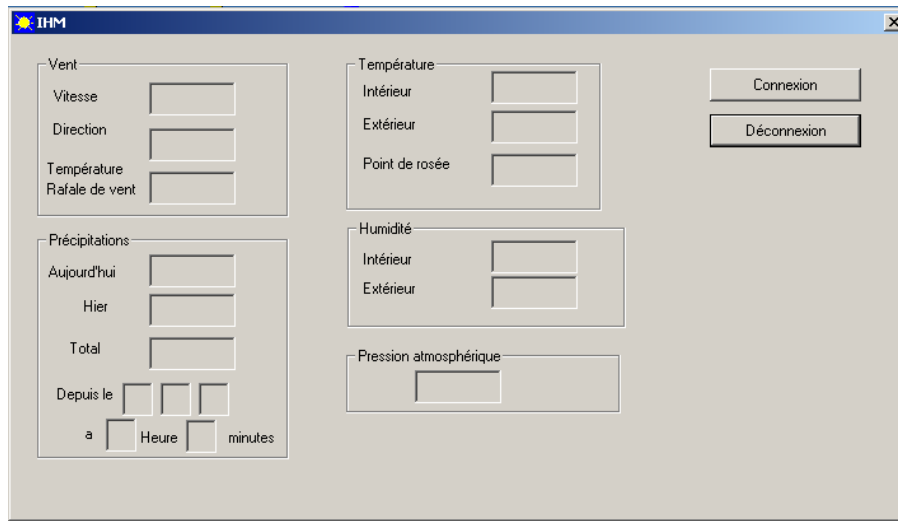 IHM
Vent
Vitesse
Direction
Température
Rafale de vent
Précipitations
Aujourd'hui
Hier
Total
Depuis le
a Heure minutes
Température
Intérieur
Extérieur
Point de rosée
Humidité
Intérieur
Extérieur
Pression atmosphérique
Connexion
Déconnexion